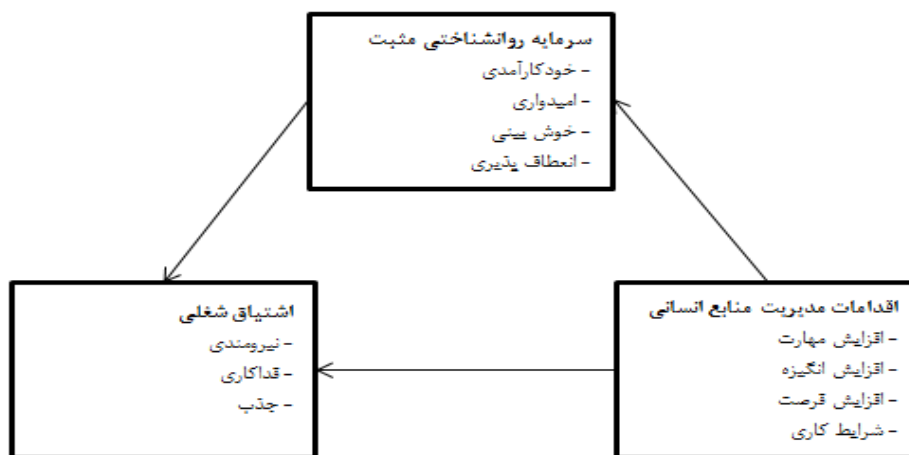 سرمایه روانشناختی مثبت
- خودکارآمدی
- امیدواری
- خوش بینی
- انعطاف پذیری
اقدامات مدیریت منابع انسانی
- افزایش مهارت
- افزایش انگیزه
- افزایش فرصت
- شرایط کاری
اشتیاق شغلی
- نیرومندی
- فداکاری
- جذب